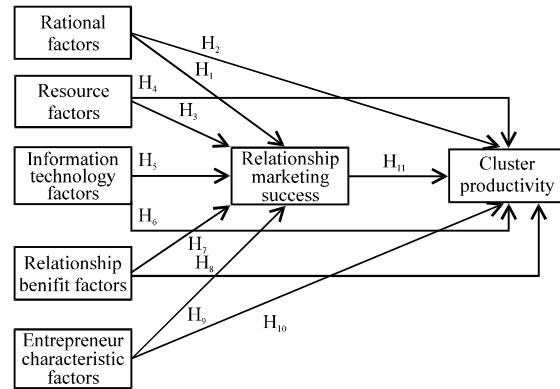 Rational
factors
H2
H1
Resource
factors
H4
H3
Information
technology
factors
H5
H6
Relationship
marketing
success
H11
Cluster
productivity
Relationship
benifit factors
H7
H8
Entrepreneur
characteristic
factors
H9
H10